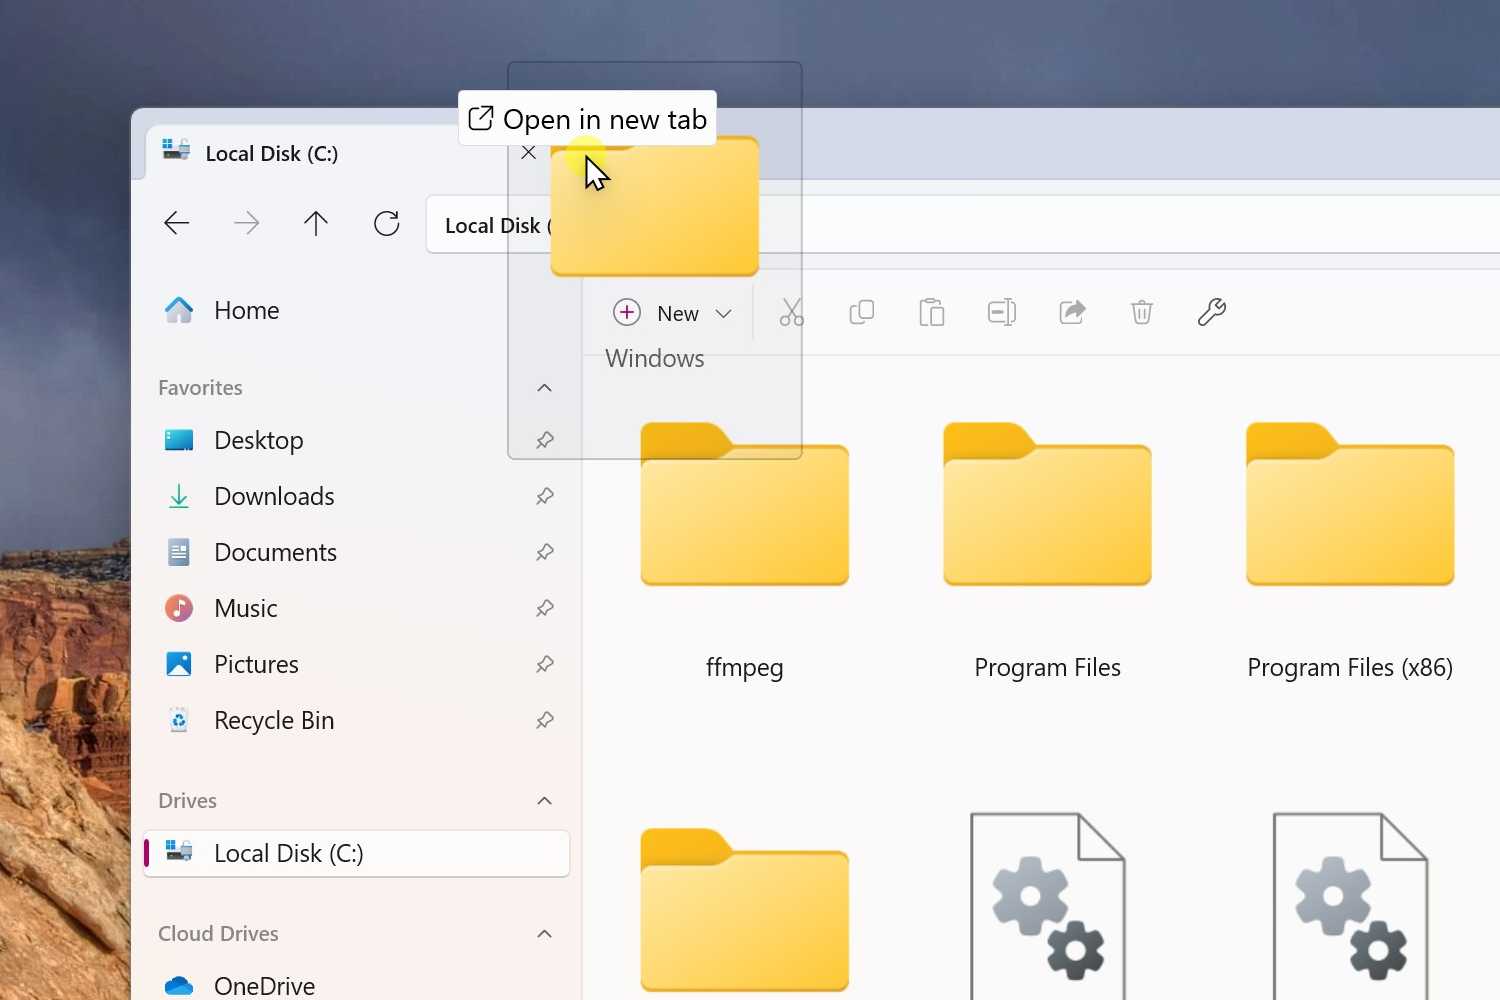 Open in new tab
Local Disk (C:)
Local Disk (
Home
New
Windows
Favorites
Desktop
Downloads
Documents
Music
Pictures
Recycle Bin
ffmpeg
Program Files
Program Files (x86)
Drives
Local Disk (C:)
Cloud Drives
OneDrive